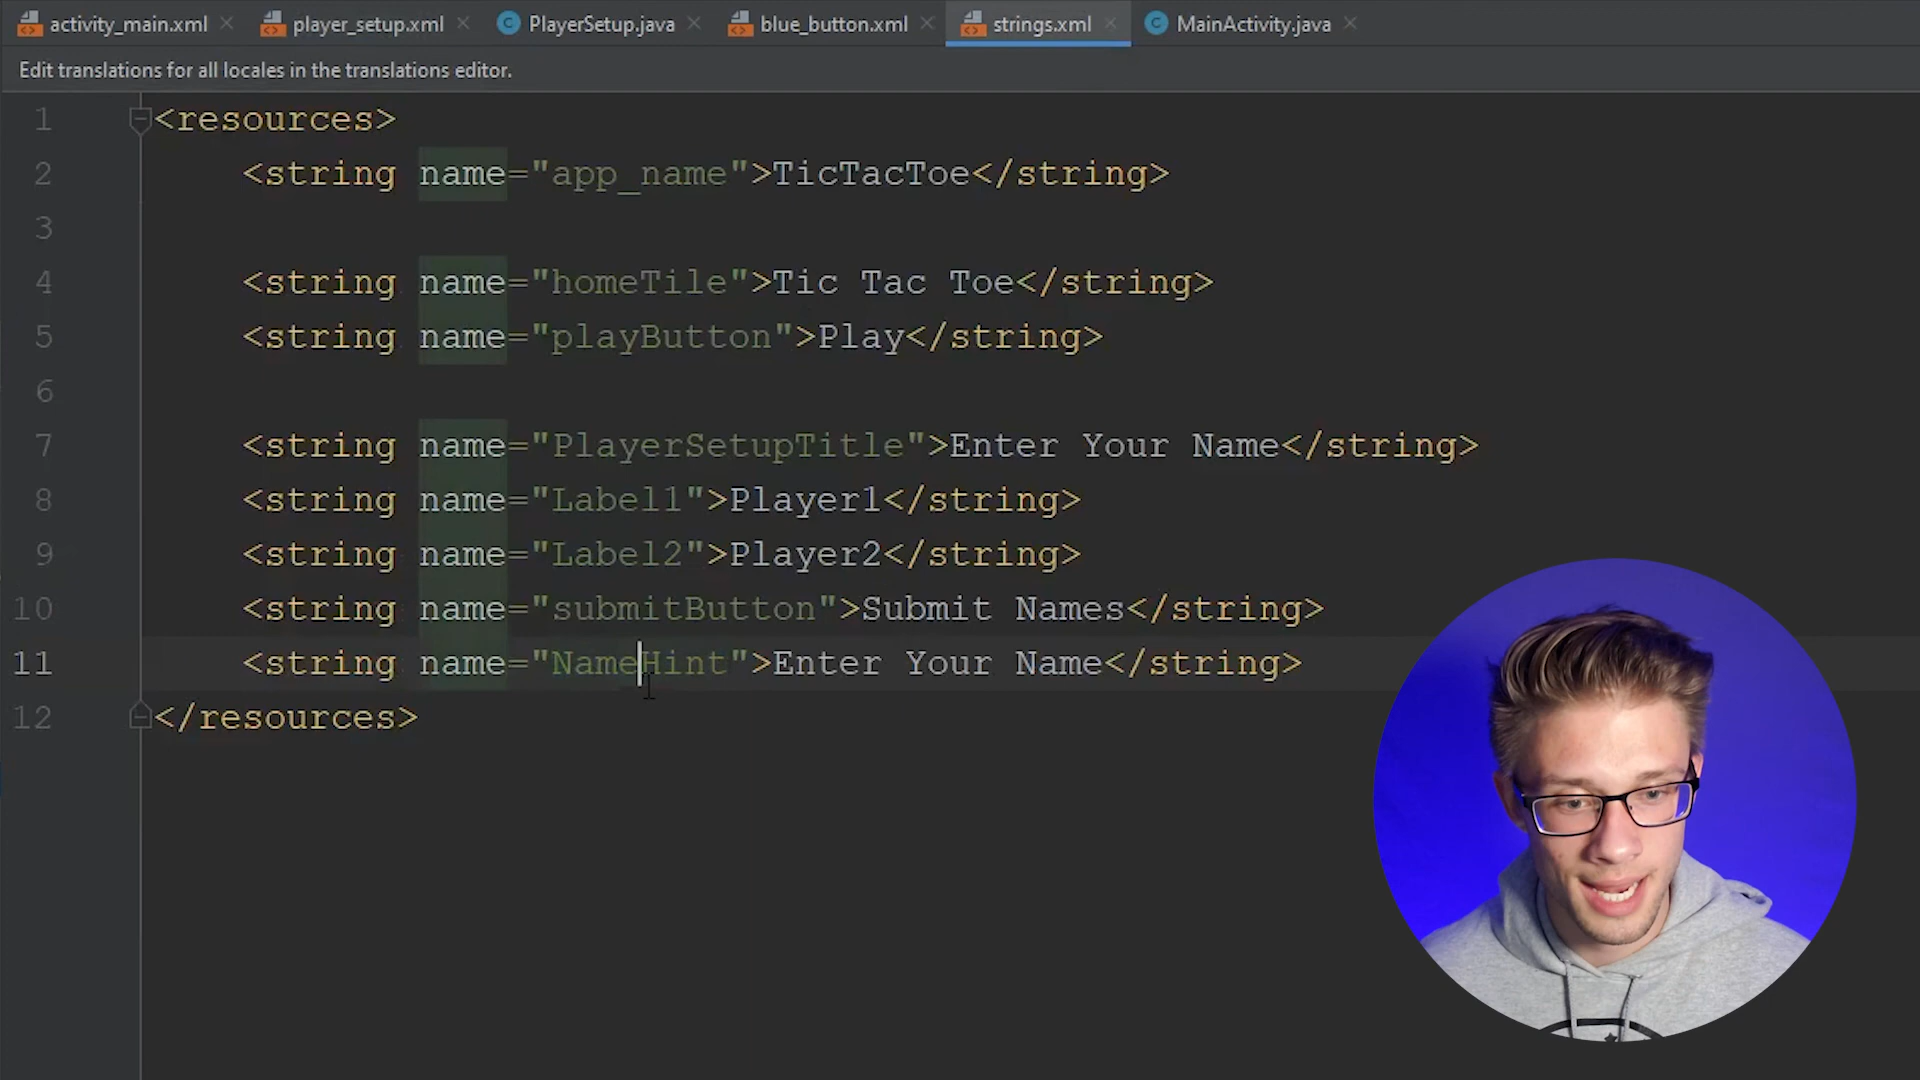 activity_main.xml player_setup.xml PlayerSetup.java blue_button.xml strings.xml MainActivity.java
Edit translations for all locales in the translations editor.
1 <resources>
2 <string name="app_name">TicTacToe</string>
3
4 <string name="homeTile">Tic Tac Toe</string>
5 <string name="playButton">Play</string>
6
7 <string name="PlayerSetupTitle">Enter Your Name</string>
8 <string name="Label1">Player1</string>
9 <string name="Label2">Player2</string>
10 <string name="submitButton">Submit Names</string>
11 <string name="NameHint">Enter Your Name</string>
12 </resources>